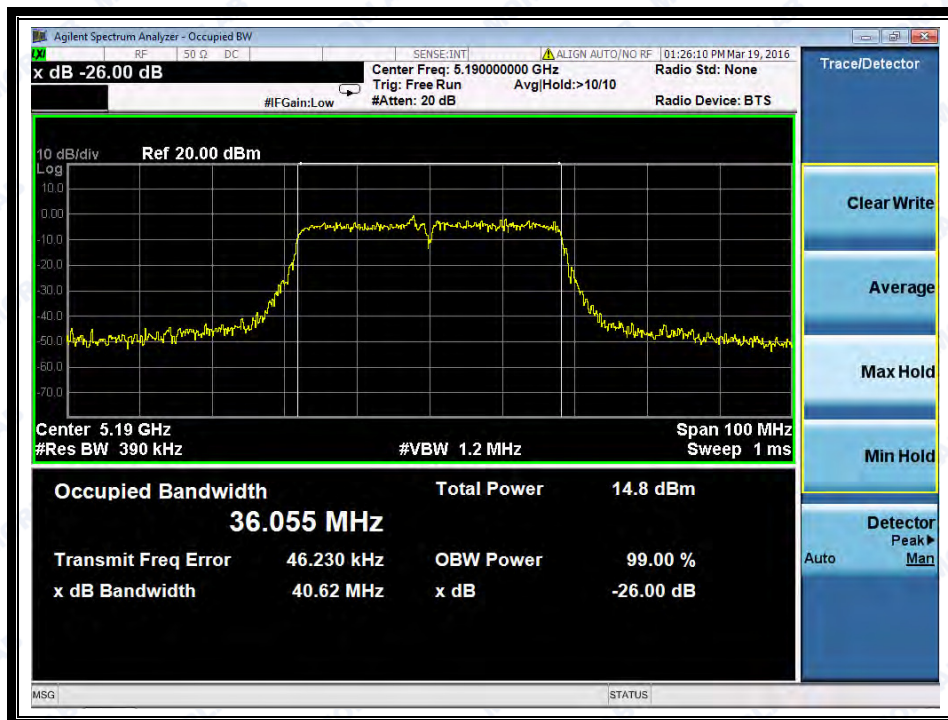 Agilent Spectrum Analyzer - Occupied BW
LXI RF 50 Ω DC SENSE:INT ALIGN AUTO/NO RF 01:26:10 PM Mar 19, 2016
x dB -26.00 dB
Center Freq: 5.190000000 GHz Radio Std: None
Trig: Free Run Avg|Hold:>10/10
#IFGain:Low #Atten: 20 dB Radio Device: BTS
10 dB/div Ref 20.00 dBm
Log
10.0
0.00
-10.0
-20.0
-30.0
-40.0
-50.0
-60.0
-70.0
Center 5.19 GHz Span 100 MHz
#Res BW 390 kHz #VBW 1.2 MHz Sweep 1 ms
Occupied Bandwidth Total Power 14.8 dBm
36.055 MHz
Transmit Freq Error 46.230 kHz OBW Power 99.00 %
x dB Bandwidth 40.62 MHz x dB -26.00 dB
MSG STATUS
Trace/Detector
Clear Write
Average
Max Hold
Min Hold
Detector
Peak▶
Auto Man